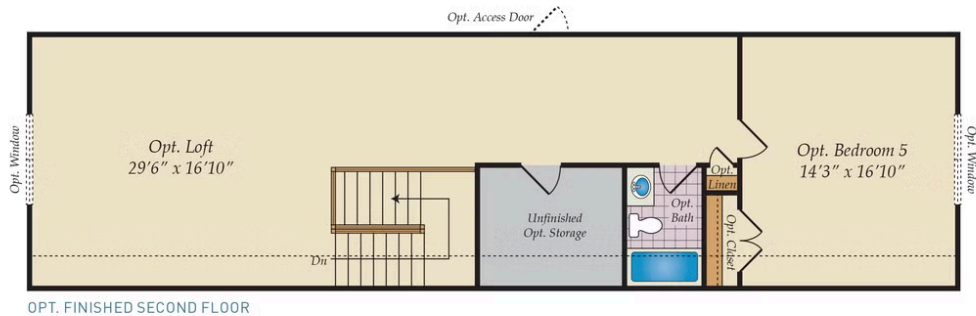 Opt. Access Door
Opt. Window
Opt. Loft
29'6" x 16'10"
Dn
Unfinished
Opt. Storage
Opt.
Bath
Opt.
Linen
Opt. Closet
Opt. Bedroom 5
14'3" x 16'10"
Opt. Window
OPT. FINISHED SECOND FLOOR